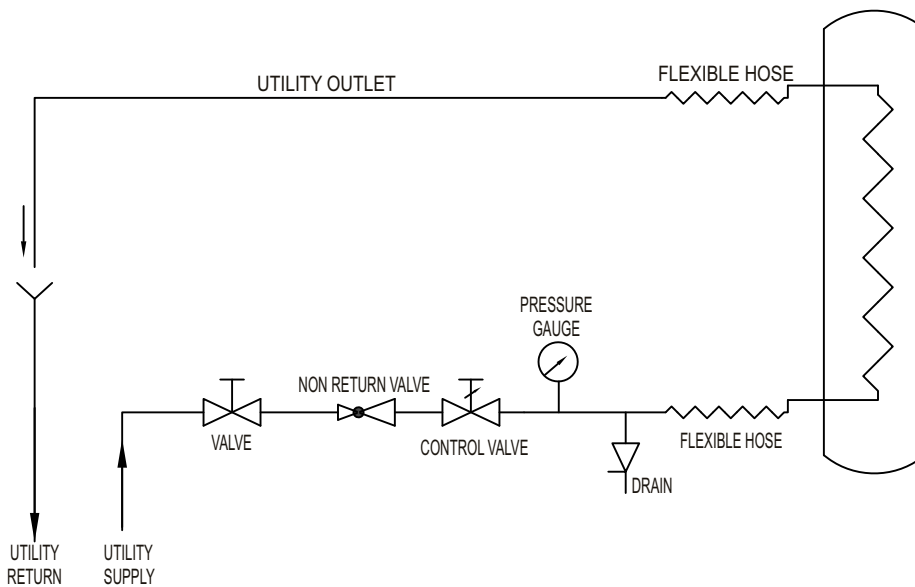 UTILITY OUTLET
FLEXIBLE HOSE
PRESSURE
GAUGE
NON RETURN VALVE
VALVE
CONTROL VALVE
FLEXIBLE HOSE
DRAIN
UTILITY
RETURN
UTILITY
SUPPLY